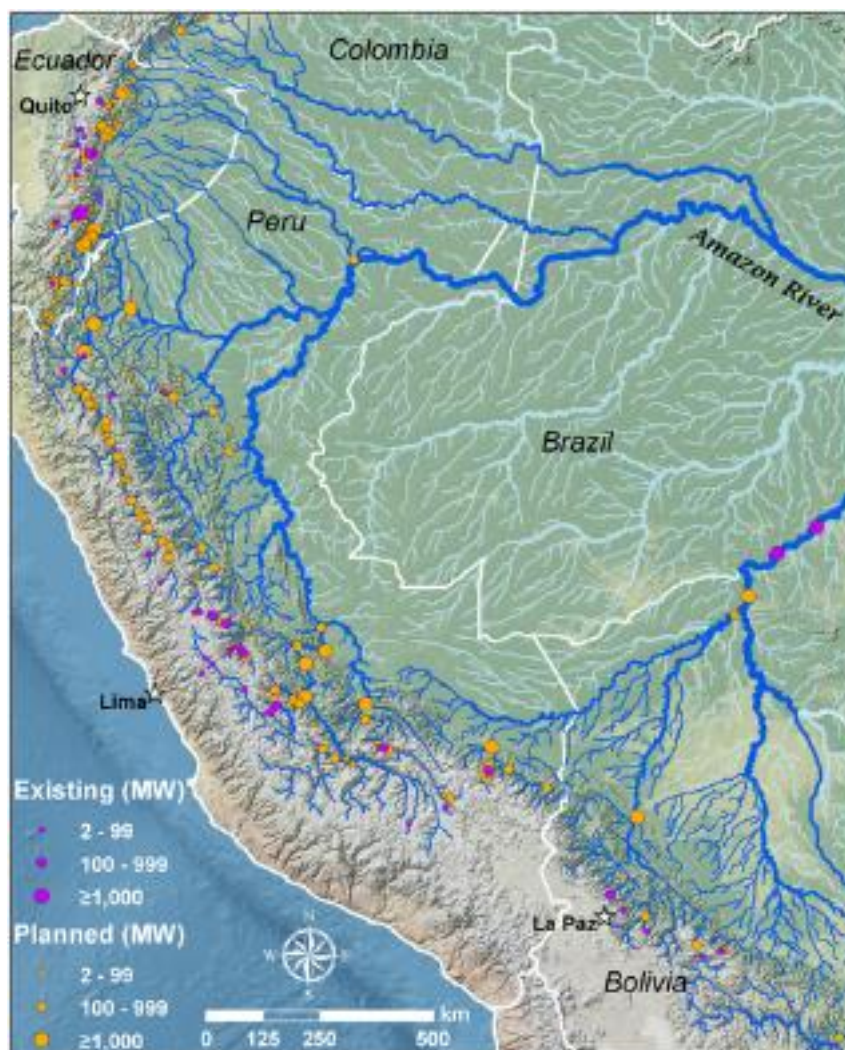 Ecuador
Colombia
Quito
Peru
Amazon River
Brazil
Lima
Existing (MW)
2 - 99
100 - 999
≥1,000
Planned (MW)
2 - 99
100 - 999
≥1,000
La Paz
Bolivia
N
W
km
0 125 250 500